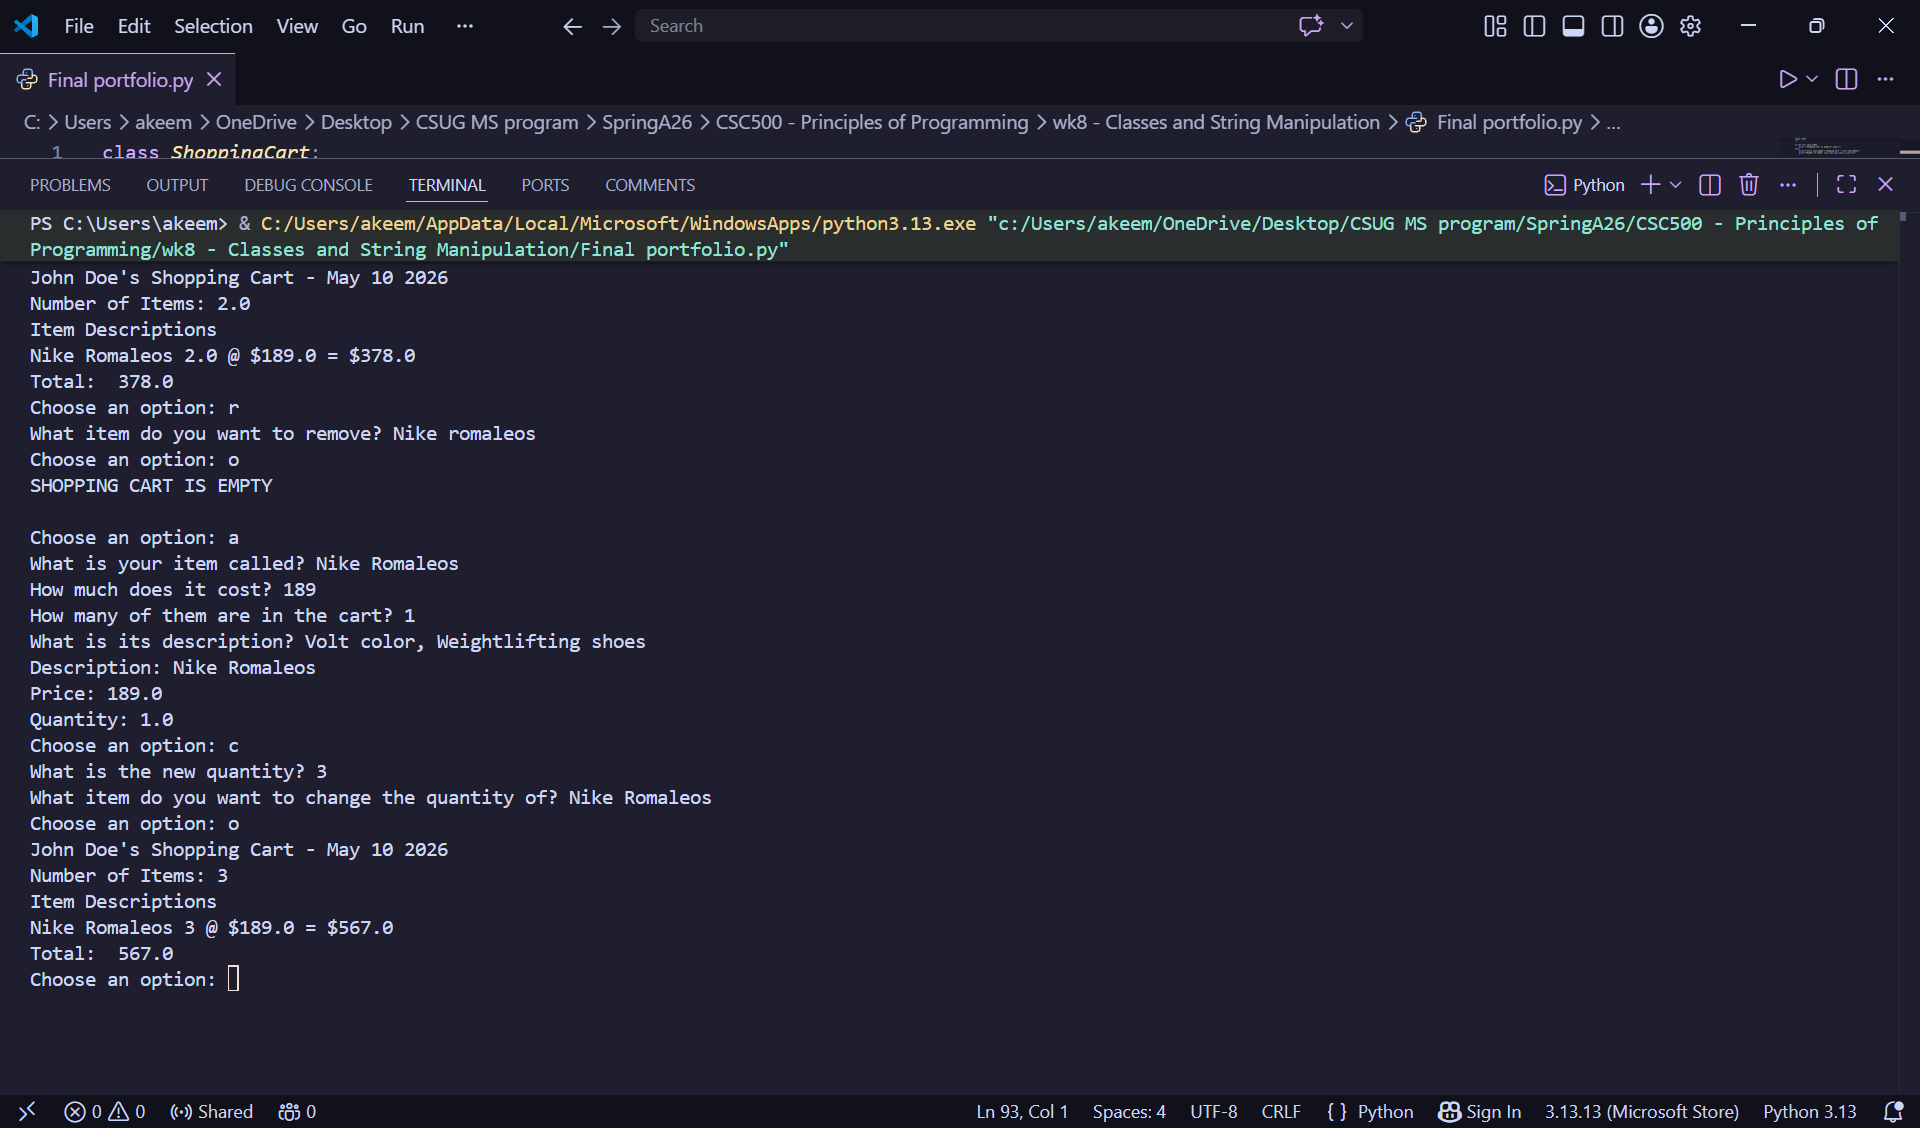 File Edit Selection View Go Run ··· Search
Final portfolio.py
C: > Users > akeem > OneDrive > Desktop > CSUG MS program > SpringA26 > CSC500 - Principles of Programming > wk8 - Classes and String Manipulation > Final portfolio.py > ...
1 class ShoppingCart:
PROBLEMS OUTPUT DEBUG CONSOLE TERMINAL PORTS COMMENTS Python
PS C:\Users\akeem> & C:/Users/akeem/AppData/Local/Microsoft/WindowsApps/python3.13.exe "c:/Users/akeem/OneDrive/Desktop/CSUG MS program/SpringA26/CSC500 - Principles of
Programming/wk8 - Classes and String Manipulation/Final portfolio.py"
John Doe's Shopping Cart - May 10 2026
Number of Items: 2.0
Item Descriptions
Nike Romaleos 2.0 @ $189.0 = $378.0
Total:  378.0
Choose an option: r
What item do you want to remove? Nike romaleos
Choose an option: o
SHOPPING CART IS EMPTY
Choose an option: a
What is your item called? Nike Romaleos
How much does it cost? 189
How many of them are in the cart? 1
What is its description? Volt color, Weightlifting shoes
Description: Nike Romaleos
Price: 189.0
Quantity: 1.0
Choose an option: c
What is the new quantity? 3
What item do you want to change the quantity of? Nike Romaleos
Choose an option: o
John Doe's Shopping Cart - May 10 2026
Number of Items: 3
Item Descriptions
Nike Romaleos 3 @ $189.0 = $567.0
Total:  567.0
Choose an option:
0 0 Shared 0 Ln 93, Col 1 Spaces: 4 UTF-8 CRLF { } Python Sign In 3.13.13 (Microsoft Store) Python 3.13